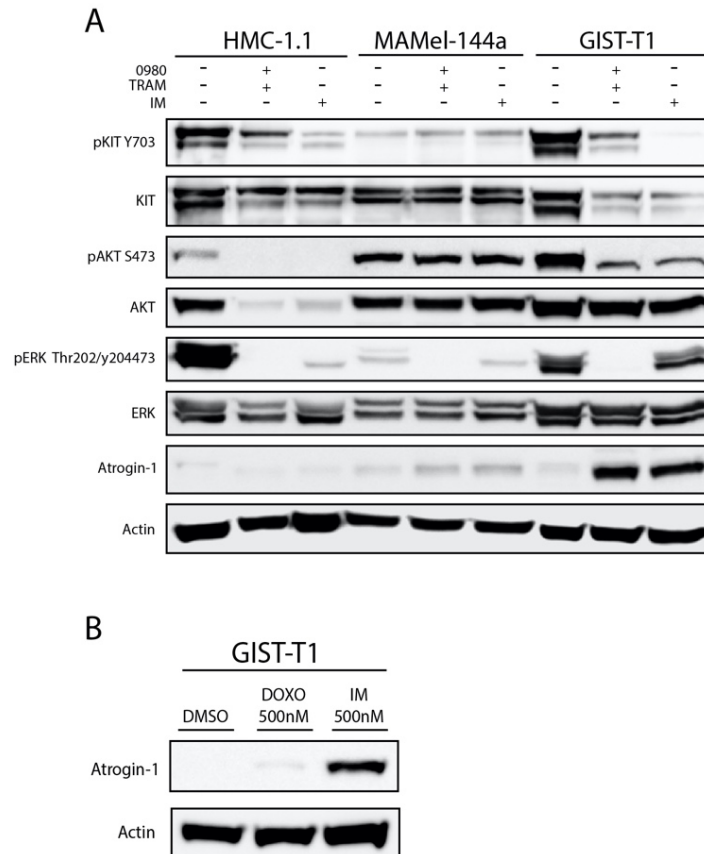 A
HMC-1.1 MAMel-144a GIST-T1
0980 - + - - + - - + -
TRAM - + - - + - - + -
IM - - + - - + - - +
pKIT Y703
KIT
pAKT S473
AKT
pERK Thr202/y204473
ERK
Atrogin-1
Actin
B
GIST-T1
DOXO IM
DMSO 500nM 500nM
Atrogin-1
Actin